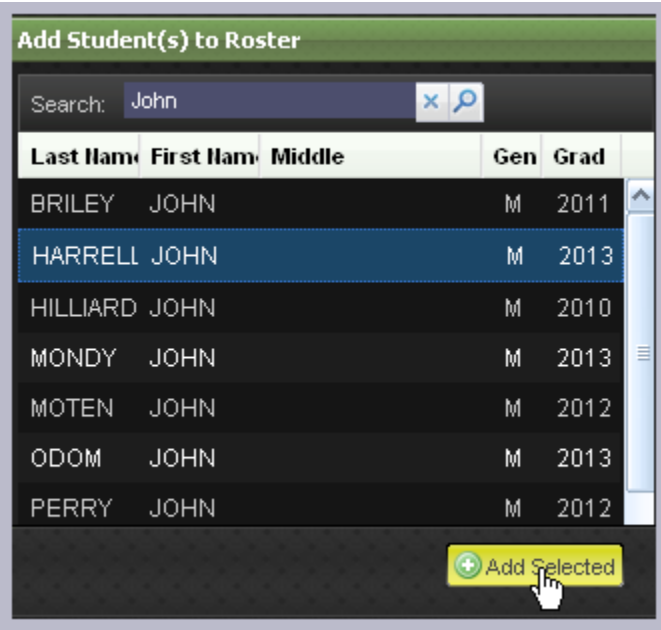 Add Student(s) to Roster
Search: John
Last Name First Nam Middle Gen Grad
BRILEY JOHN M 2011
HARRELL JOHN M 2013
HILLIARD JOHN M 2010
MONDY JOHN M 2013
MOTEN JOHN M 2012
ODOM JOHN M 2013
PERRY JOHN M 2012
Add Selected